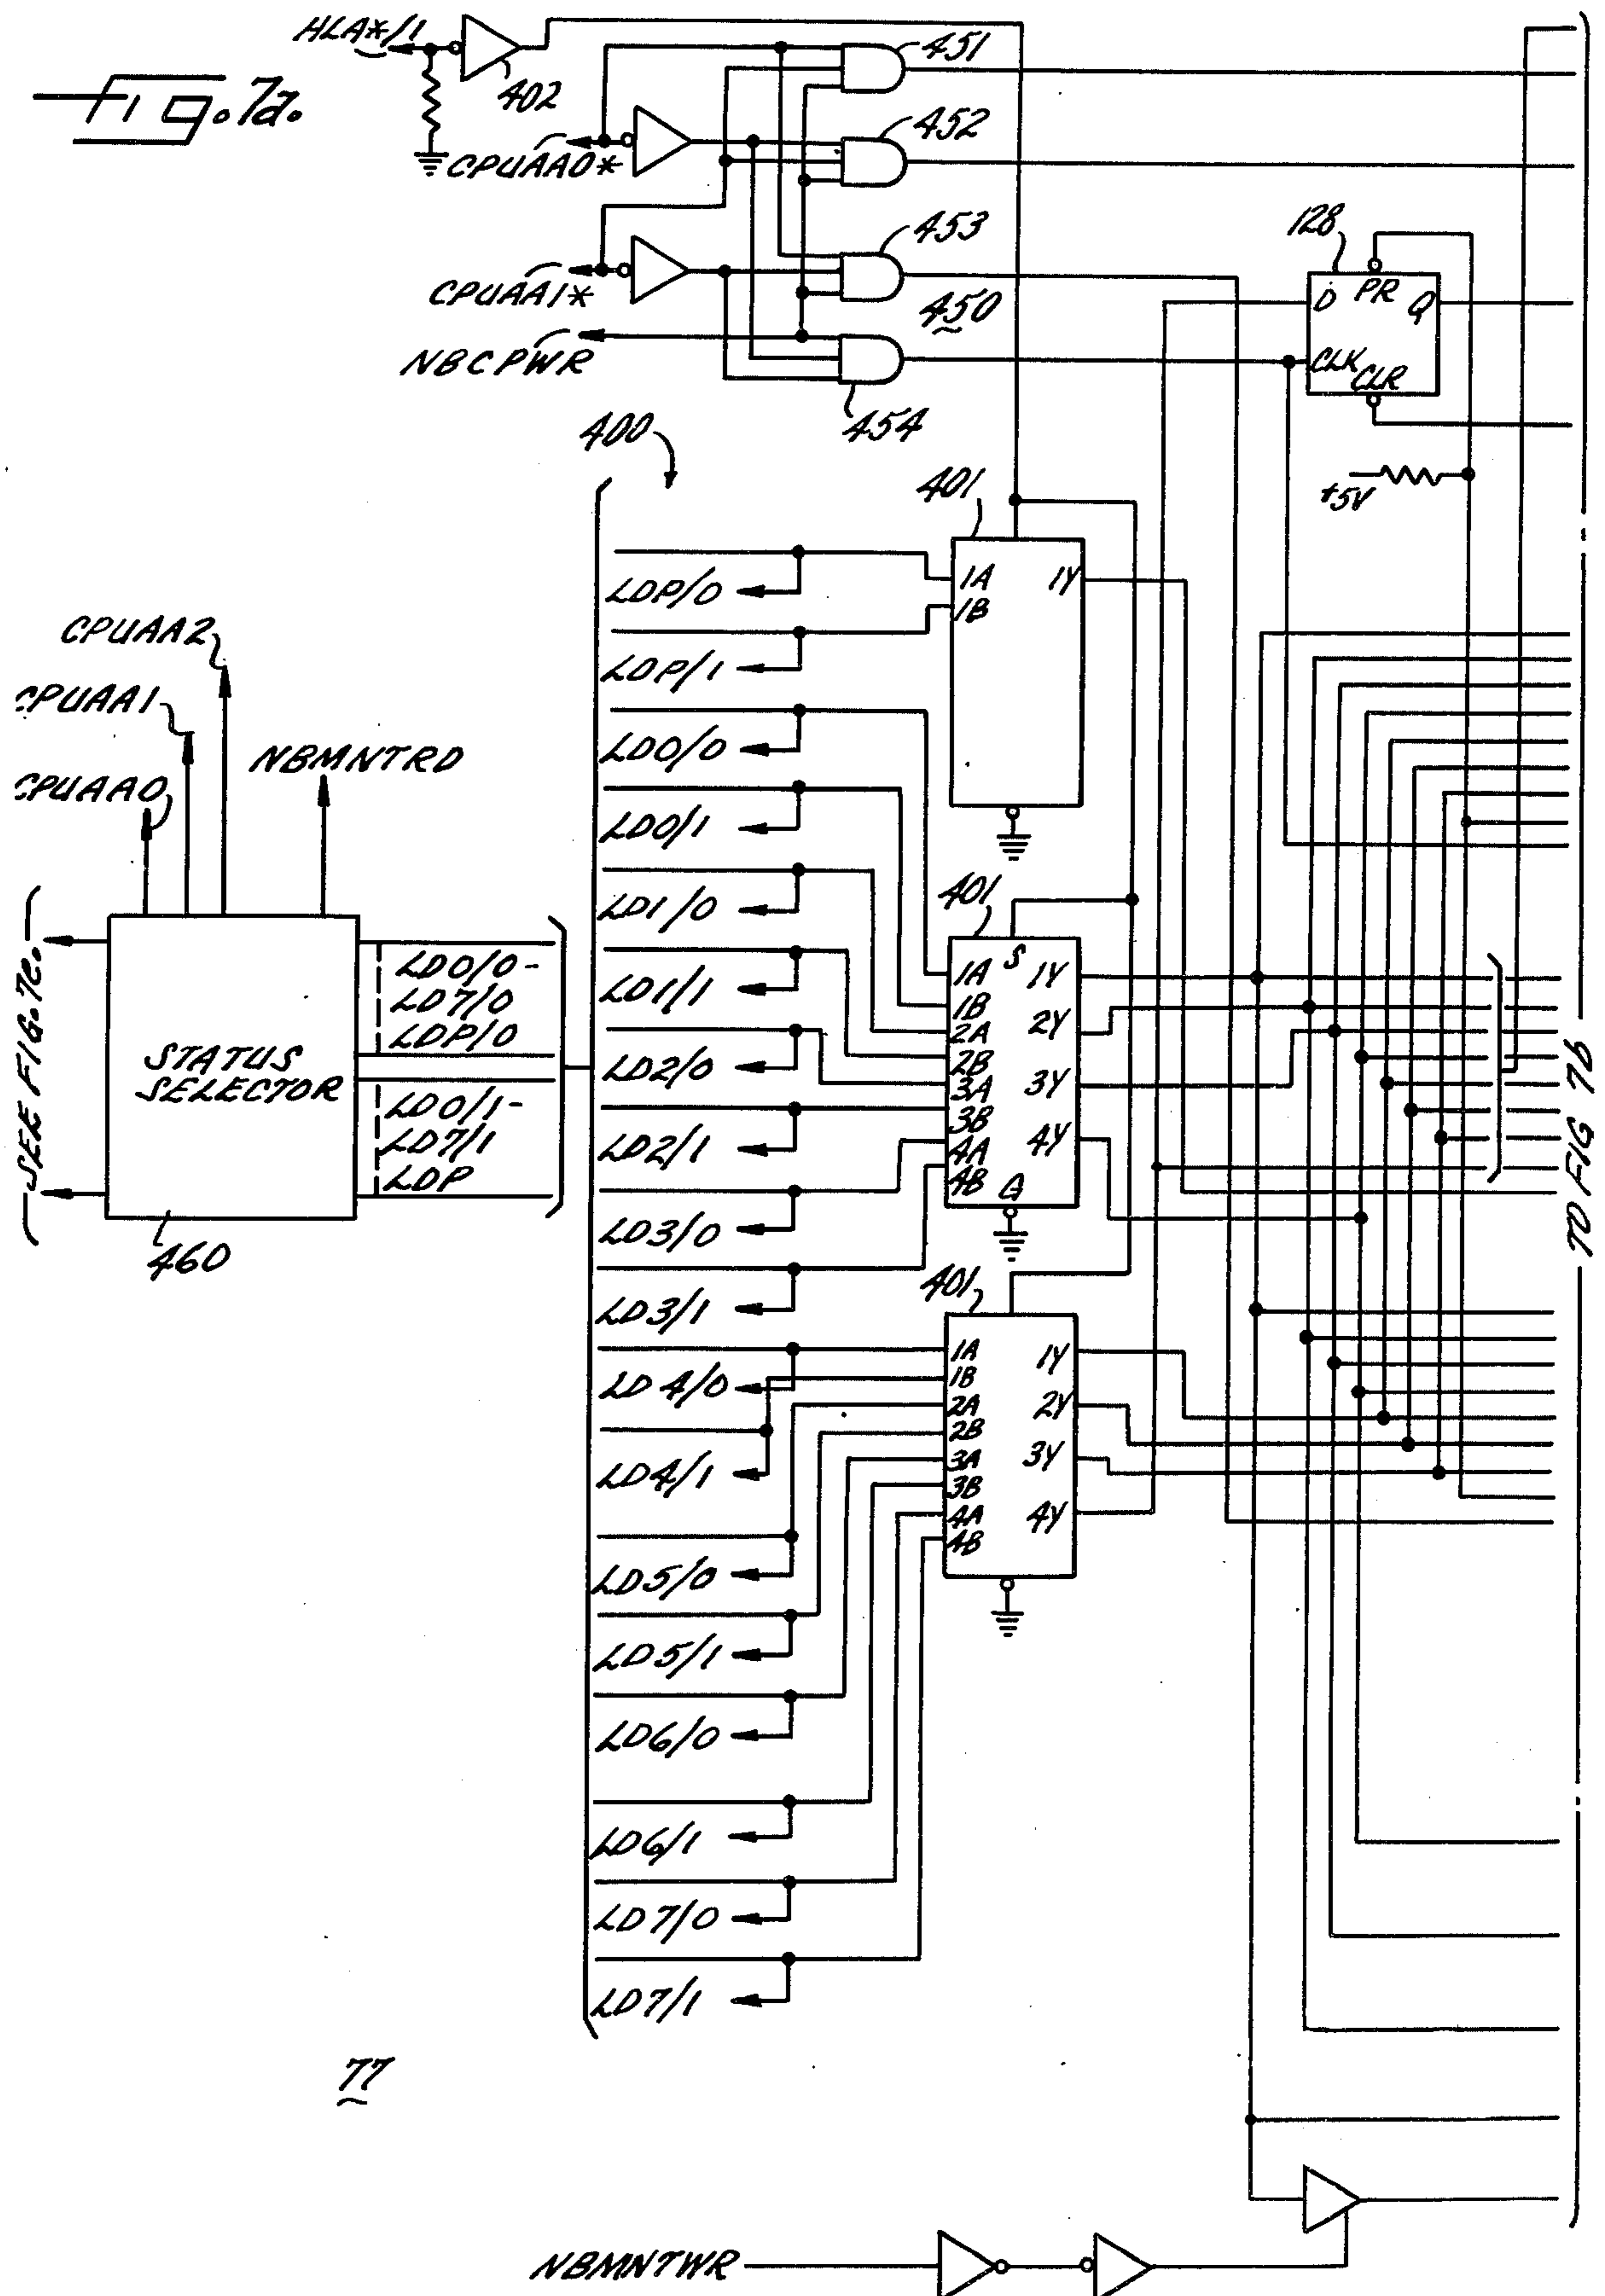 Fig. 7a.
HLA*/1
402
451
CPUAA0*
452
CPUAA1*
453
450
NBCPWR
454
128
D PR Q
CLK
CLR
+5V
400
401
1A 1Y
1B
LDP/0
LDP/1
LD0/0
LD0/1
LD1/0
LD1/1
LD2/0
LD2/1
LD3/0
LD3/1
LD4/0
LD4/1
LD5/0
LD5/1
LD6/0
LD6/1
LD7/0
LD7/1
CPUAA2
CPUAA1
CPUAA0
NBMNTRD
SEE FIG. 7c.
STATUS
SELECTOR
LD0/0-
LD7/0
LDP/0
LD0/1-
LD7/1
LDP
460
401
S
1A 1Y
1B
2A 2Y
2B
3A 3Y
3B
4A 4Y
4B
G
401
1A 1Y
1B
2A 2Y
2B
3A 3Y
3B
4A 4Y
4B
TO FIG 7b
77
NBMNTWR